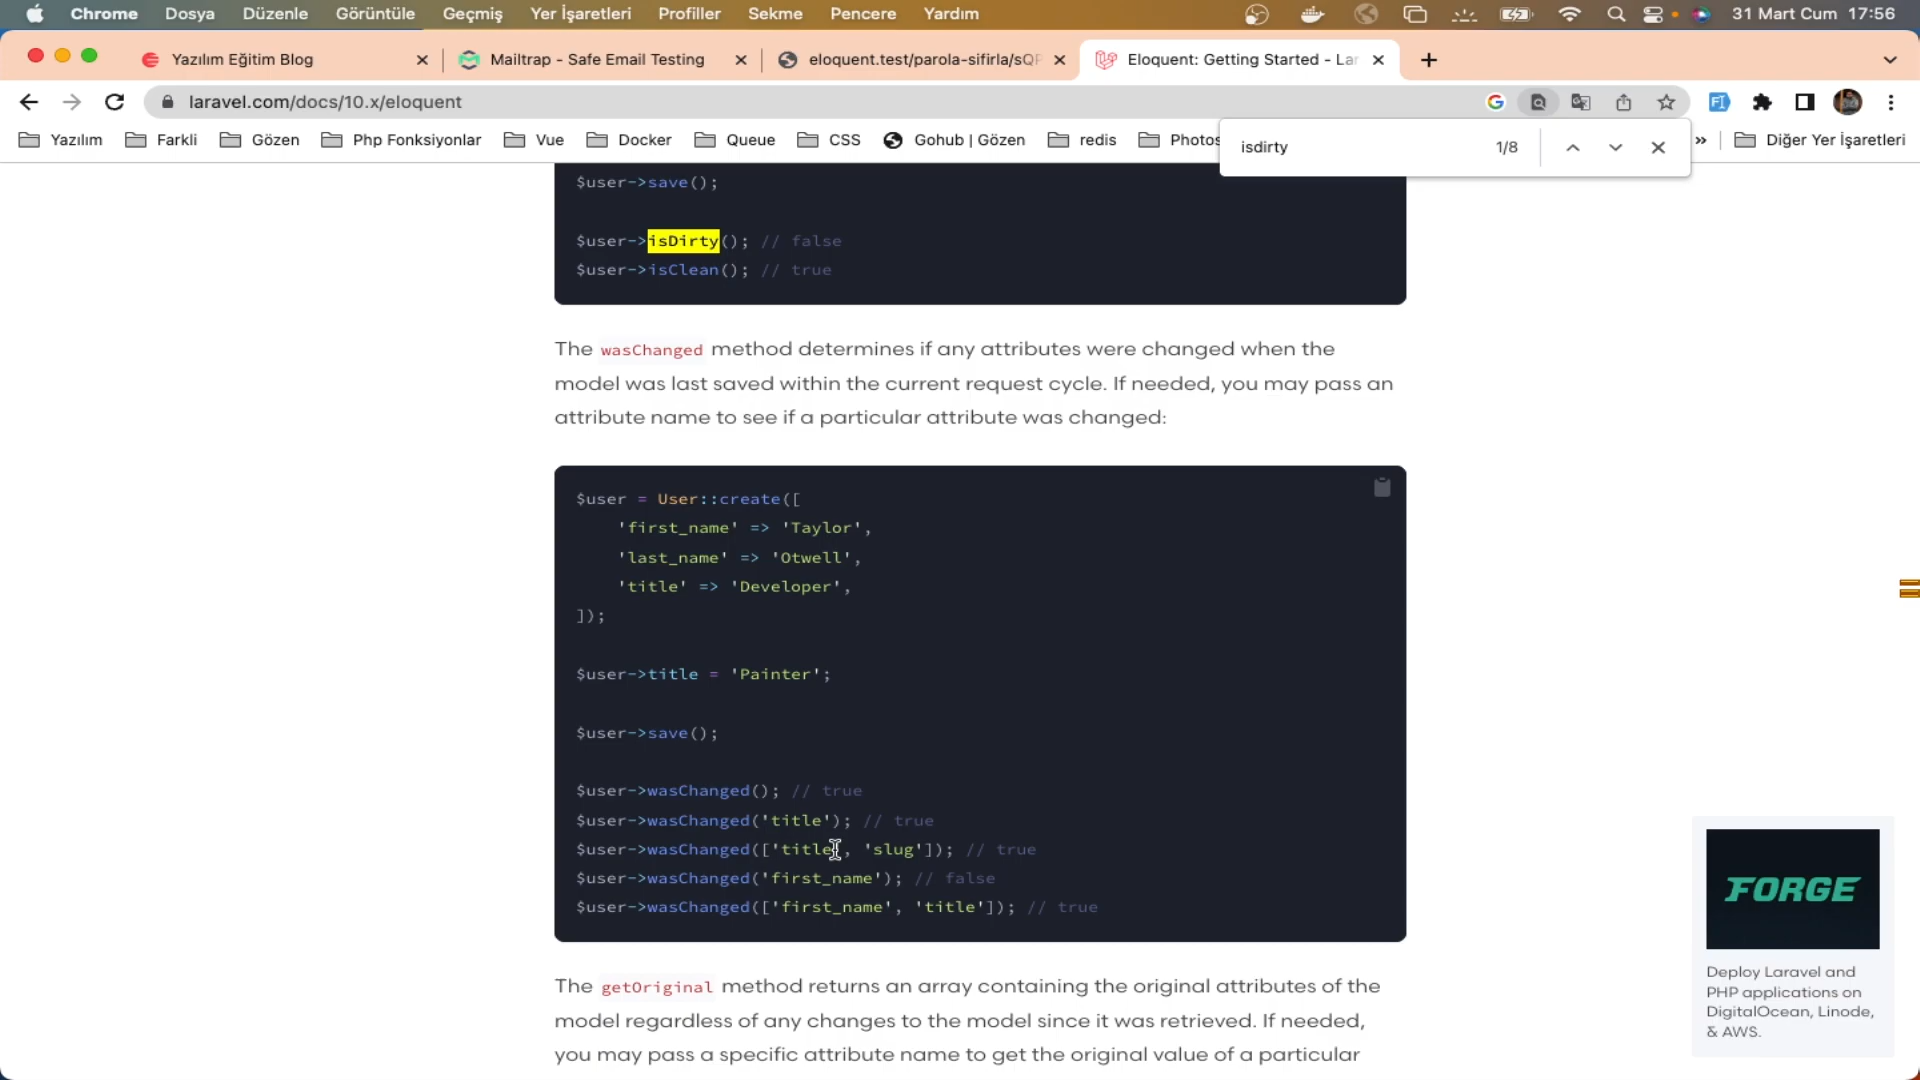 Chrome Dosya Düzenle Görüntüle Geçmiş Yer İşaretleri Profiller Sekme Pencere Yardım 31 Mart Cum 17:56
Yazılım Eğitim Blog Mailtrap - Safe Email Testing eloquent.test/parola-sifirla/sQF Eloquent: Getting Started - Lar
laravel.com/docs/10.x/eloquent
Yazılım Farkli Gözen Php Fonksiyonlar Vue Docker Queue CSS Gohub | Gözen redis Photos » Diğer Yer İşaretleri
isdirty 1/8
$user->save();
$user->isDirty(); // false
$user->isClean(); // true
The wasChanged method determines if any attributes were changed when the
model was last saved within the current request cycle. If needed, you may pass an
attribute name to see if a particular attribute was changed:
$user = User::create([
'first_name' => 'Taylor',
'last_name' => 'Otwell',
'title' => 'Developer',
]);
$user->title = 'Painter';
$user->save();
$user->wasChanged(); // true
$user->wasChanged('title'); // true
$user->wasChanged(['title', 'slug']); // true
$user->wasChanged('first_name'); // false
$user->wasChanged(['first_name', 'title']); // true
The getOriginal method returns an array containing the original attributes of the
model regardless of any changes to the model since it was retrieved. If needed,
you may pass a specific attribute name to get the original value of a particular
FORGE
Deploy Laravel and
PHP applications on
DigitalOcean, Linode,
& AWS.